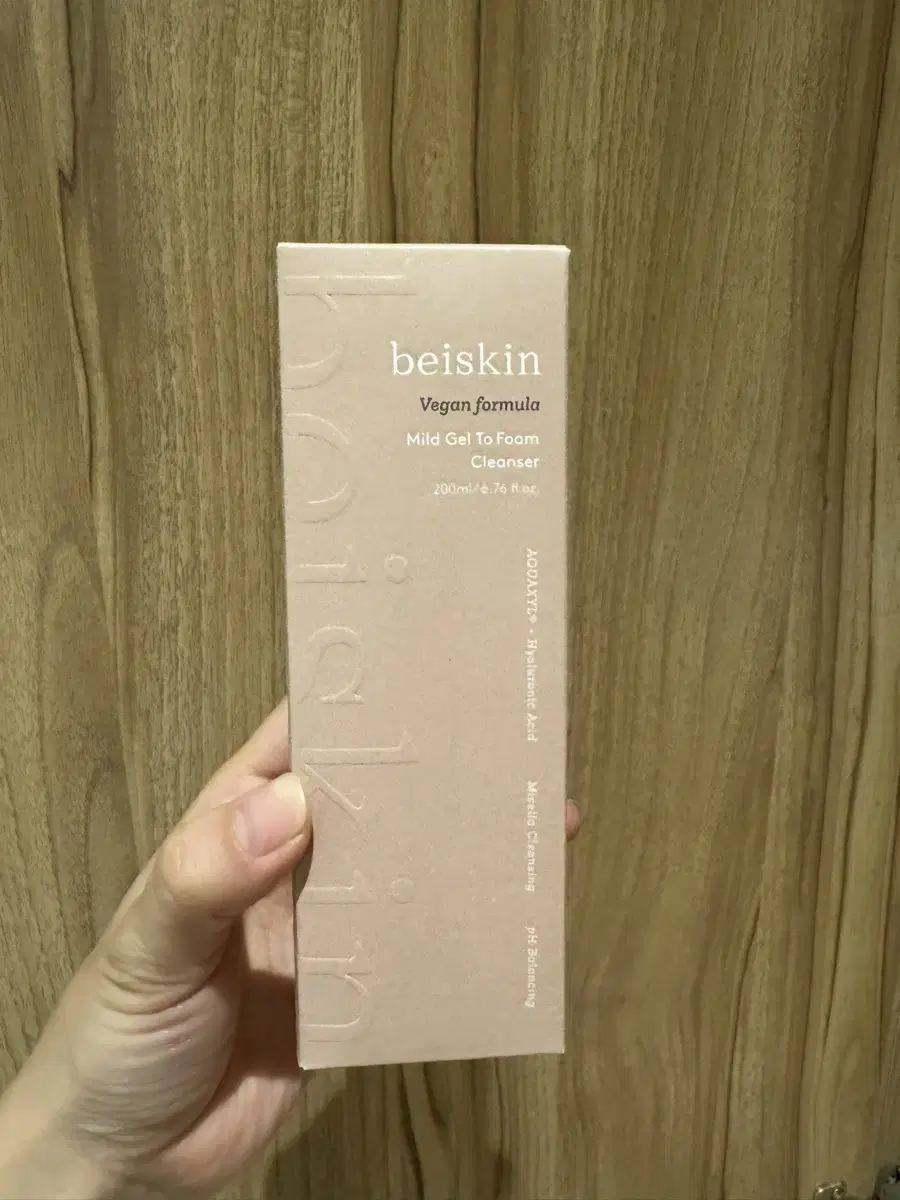 beiskin
Vegan formula
Mild Gel To Foam
Cleanser
200ml/6.76 fl.oz.
AQUAXYL® + Hyaluronic Acid
Micella Cleansing
pH Balancing
beiskin